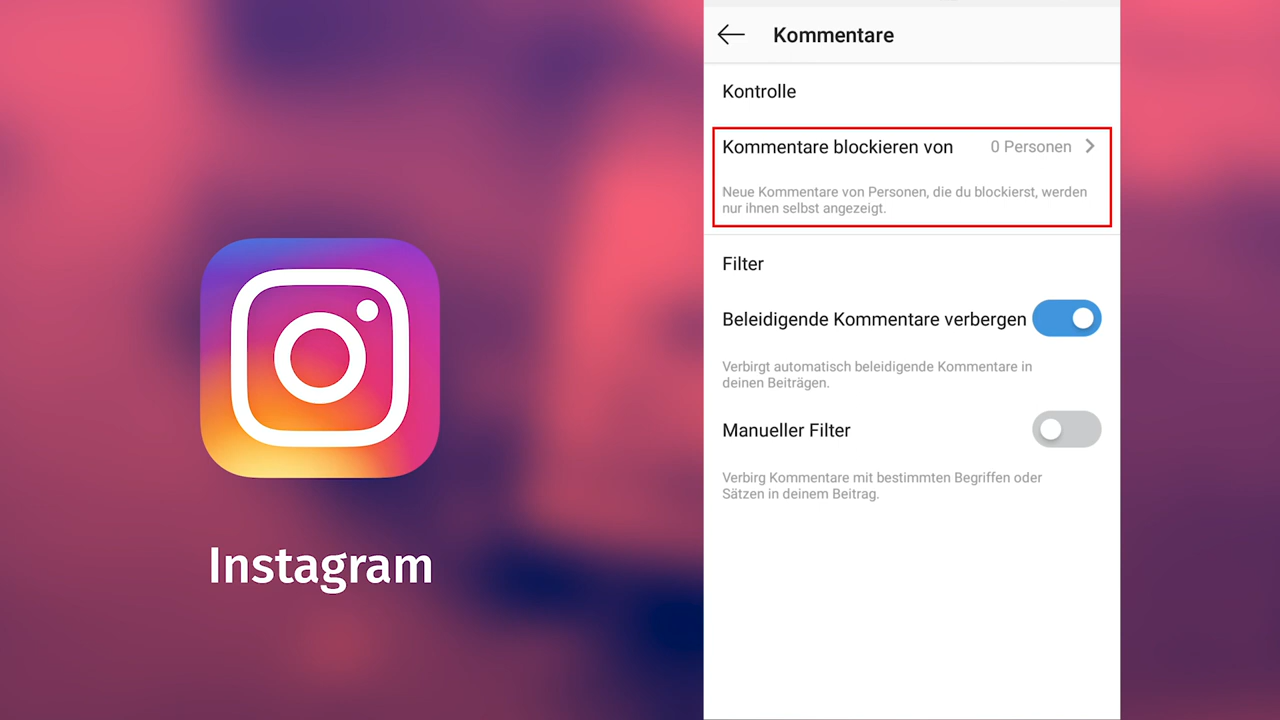 Instagram
Kommentare
Kontrolle
Kommentare blockieren von 0 Personen
Neue Kommentare von Personen, die du blockierst, werden
nur ihnen selbst angezeigt.
Filter
Beleidigende Kommentare verbergen
Verbirgt automatisch beleidigende Kommentare in
deinen Beiträgen.
Manueller Filter
Verbirg Kommentare mit bestimmten Begriffen oder
Sätzen in deinem Beitrag.